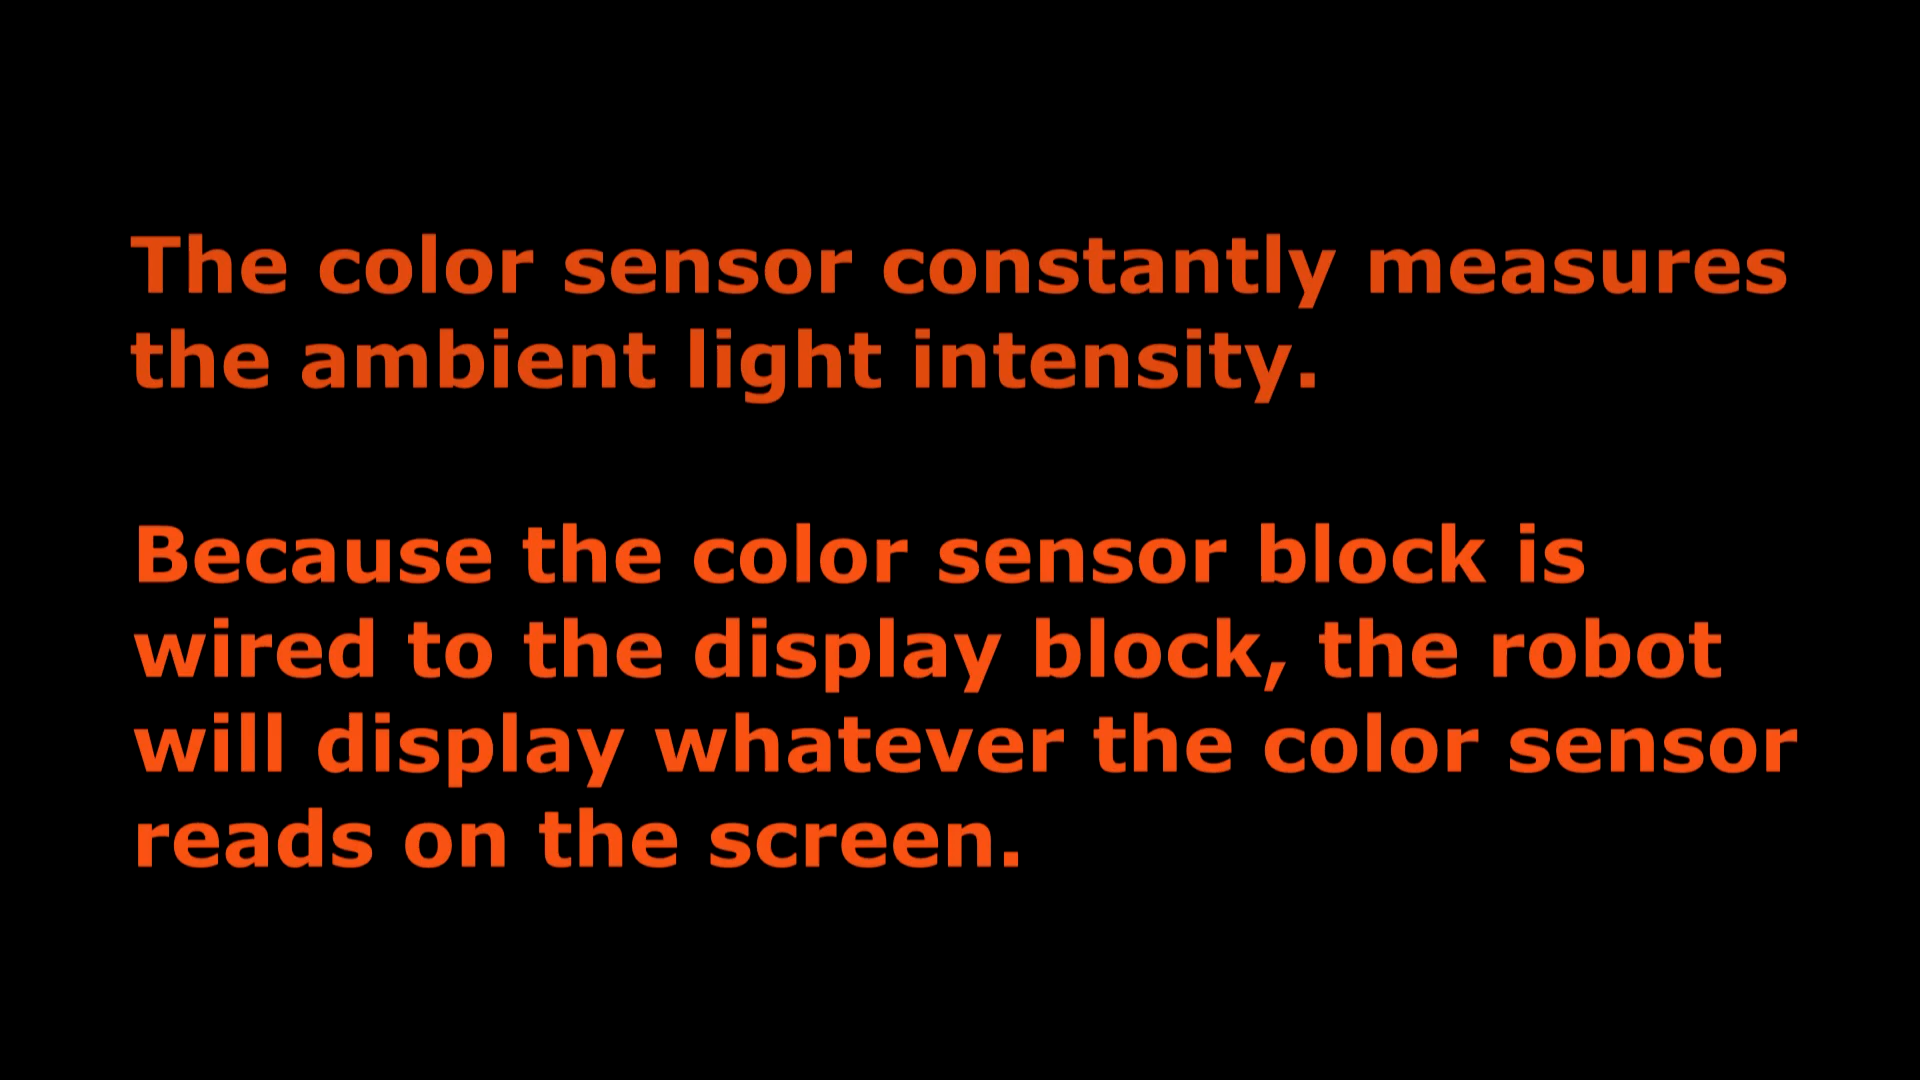 The color sensor constantly measures
the ambient light intensity.
Because the color sensor block is
wired to the display block, the robot
will display whatever the color sensor
reads on the screen.